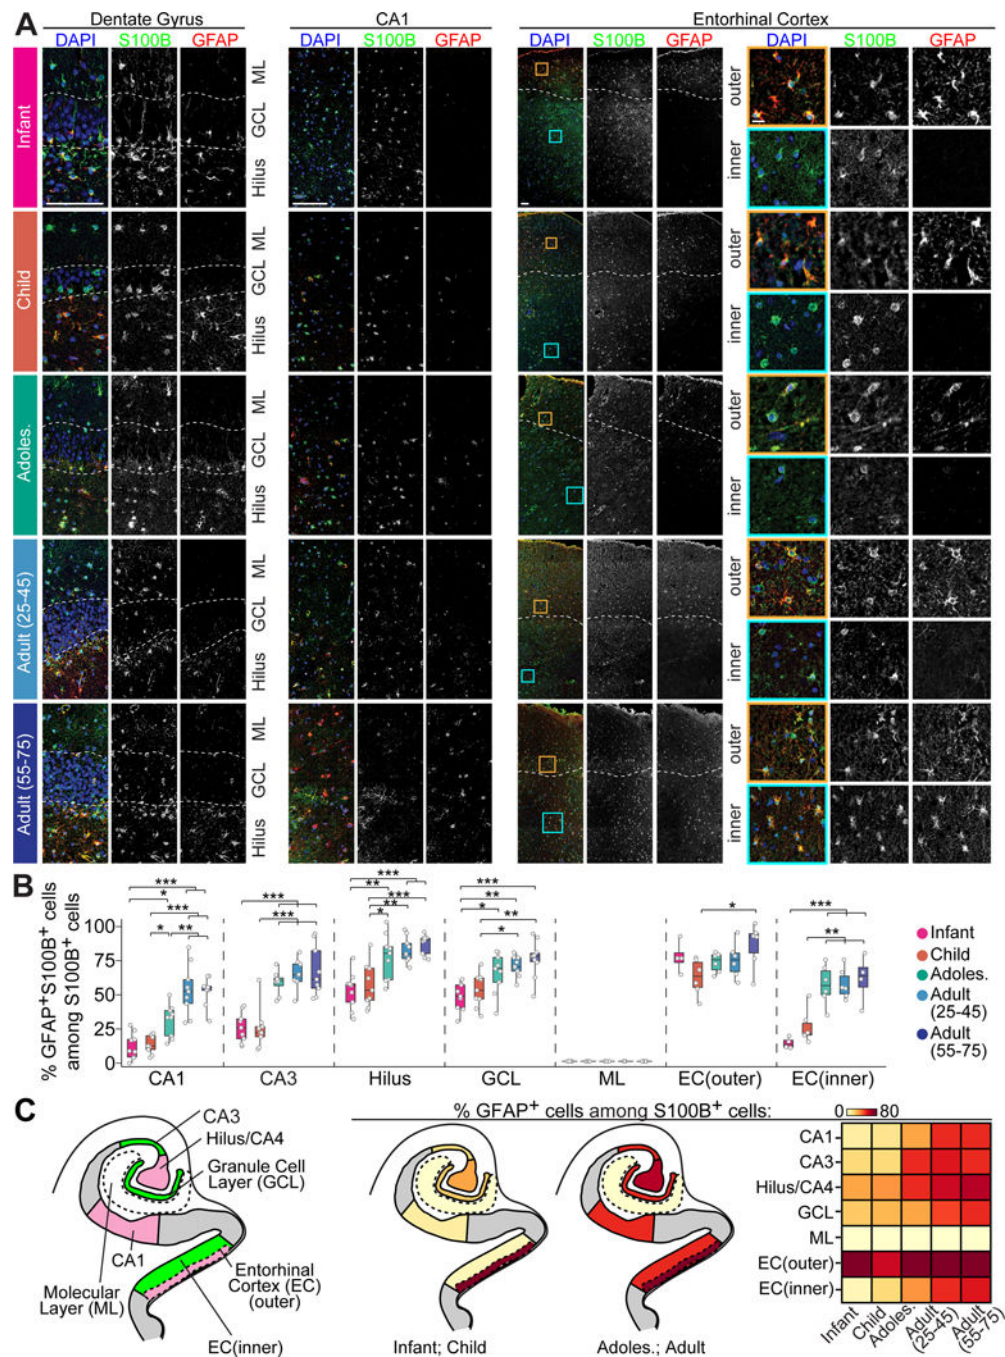 A
Dentate Gyrus
CA1
Entorhinal Cortex
DAPI S100B GFAP
DAPI S100B GFAP
DAPI S100B GFAP
DAPI S100B GFAP
Infant
ML
GCL
Hilus
outer
inner
Child
ML
GCL
Hilus
outer
inner
Adoles.
ML
GCL
Hilus
outer
inner
Adult (25-45)
ML
GCL
Hilus
outer
inner
Adult (55-75)
ML
GCL
Hilus
outer
inner
B
% GFAP+S100B+
cells among S100B+ cells
100
75
50
25
0
*** * *** * **
***
*** ** *** ** *
*** ** * ** *
*
*** **
CA1 CA3 Hilus GCL ML EC(outer) EC(inner)
Infant
Child
Adoles.
Adult
(25-45)
Adult
(55-75)
C
CA3
Hilus/CA4
Granule Cell
Layer (GCL)
CA1
Molecular
Layer (ML)
Entorhinal
Cortex (EC)
(outer)
EC(inner)
% GFAP+ cells among S100B+ cells:
0 80
Infant; Child
Adoles.; Adult
CA1
CA3
Hilus/CA4
GCL
ML
EC(outer)
EC(inner)
Infant
Child
Adoles.
Adult
(25-45)
Adult
(55-75)